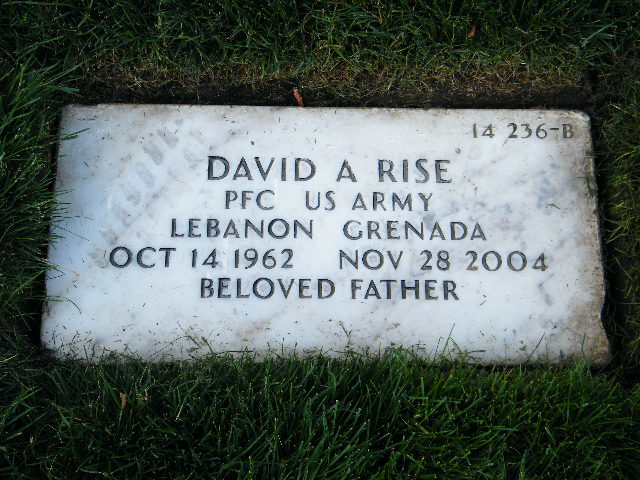 14 236-B
DAVID A RISE
PFC US ARMY
LEBANON GRENADA
OCT 14 1962 NOV 28 2004
BELOVED FATHER